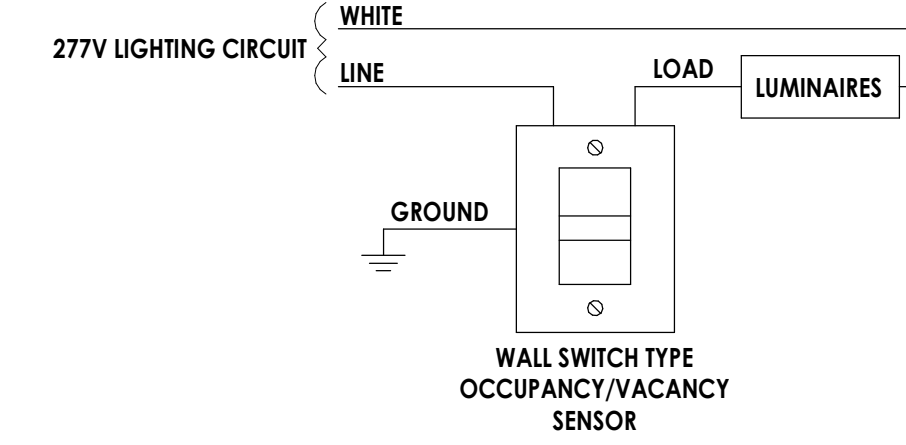 WHITE
277V LIGHTING CIRCUIT
LINE
LOAD
LUMINAIRES
GROUND
WALL SWITCH TYPE
OCCUPANCY/VACANCY
SENSOR